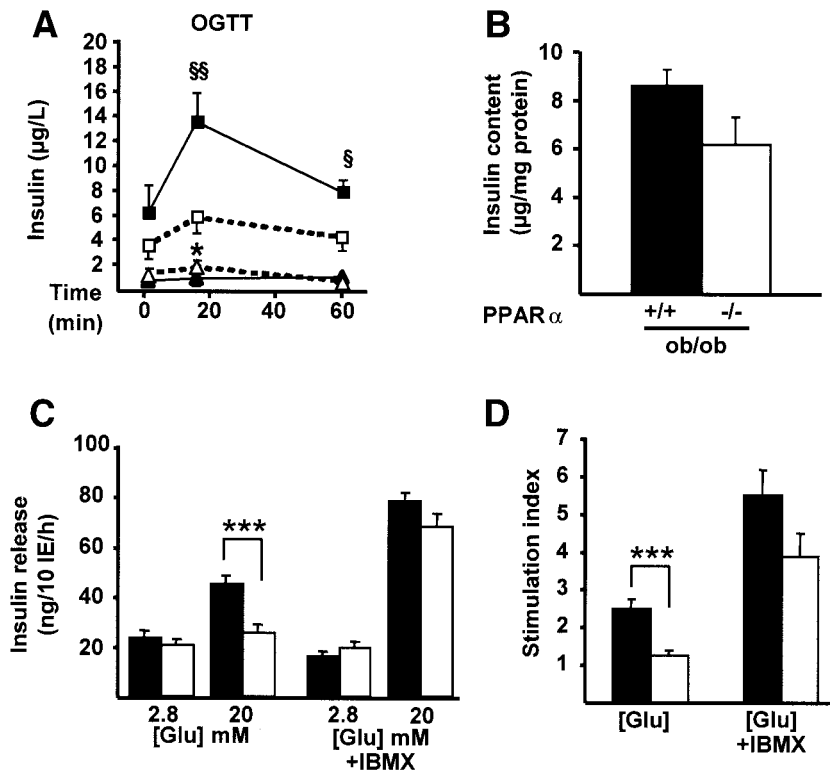 A
OGTT
Insulin (µg/L)
20
18
16
14
12
10
8
6
4
2
§§
§
*
Time
(min)
0
20
40
60
B
Insulin content
(µg/mg protein)
10
8
6
4
2
PPAR α
+/+
-/-
ob/ob
C
Insulin release
(ng/10 IE/h)
100
80
60
40
20
***
2.8
20
2.8
20
[Glu] mM
[Glu] mM
+IBMX
D
Stimulation index
7
6
5
4
3
2
1
***
[Glu]
[Glu]
+IBMX